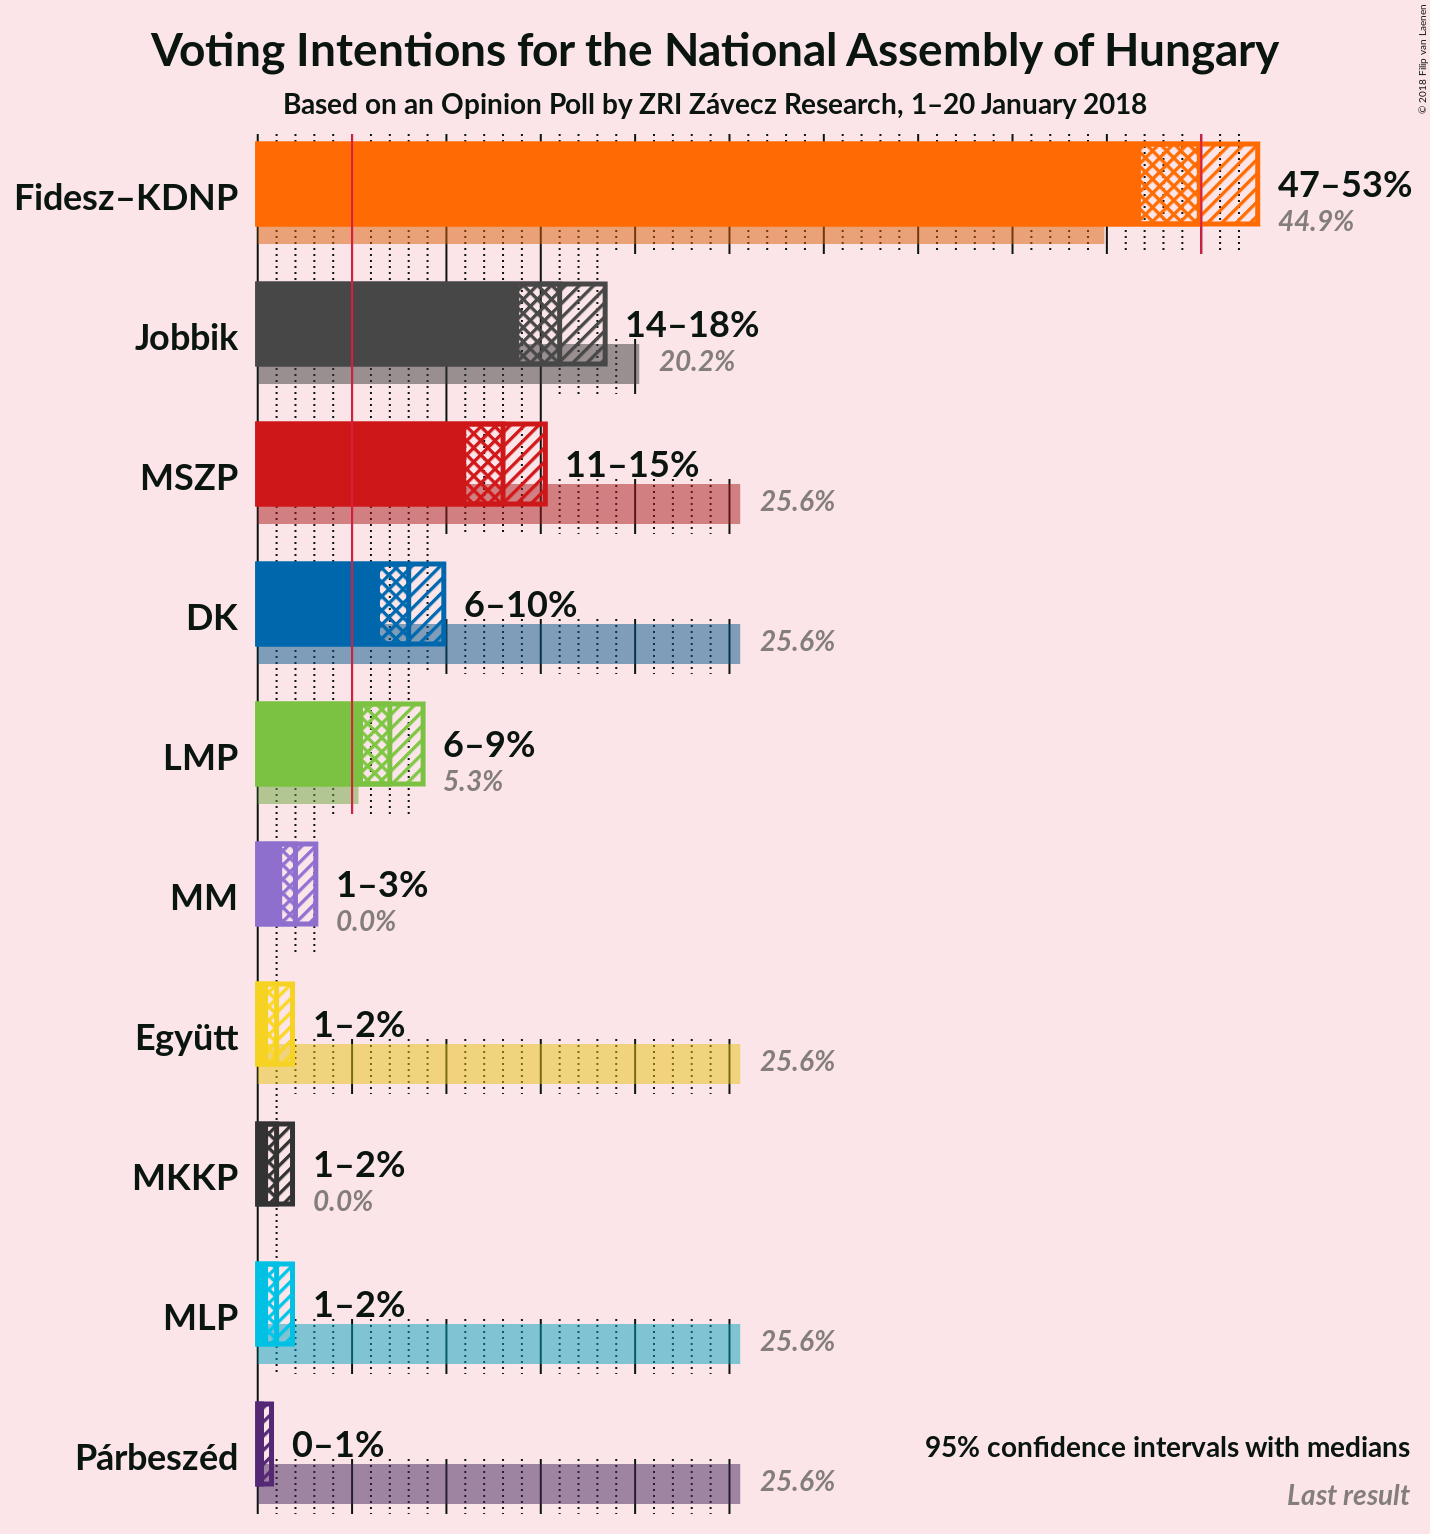 Voting Intentions for the National Assembly of Hungary
Based on an Opinion Poll by ZRI Závecz Research, 1–20 January 2018
© 2018 Filip van Laenen
Fidesz–KDNP
47–53%
44.9%
Jobbik
14–18%
20.2%
MSZP
11–15%
25.6%
DK
6–10%
25.6%
LMP
6–9%
5.3%
MM
1–3%
0.0%
Együtt
1–2%
25.6%
MKKP
1–2%
0.0%
MLP
1–2%
25.6%
Párbeszéd
0–1%
25.6%
95% confidence intervals with medians
Last result